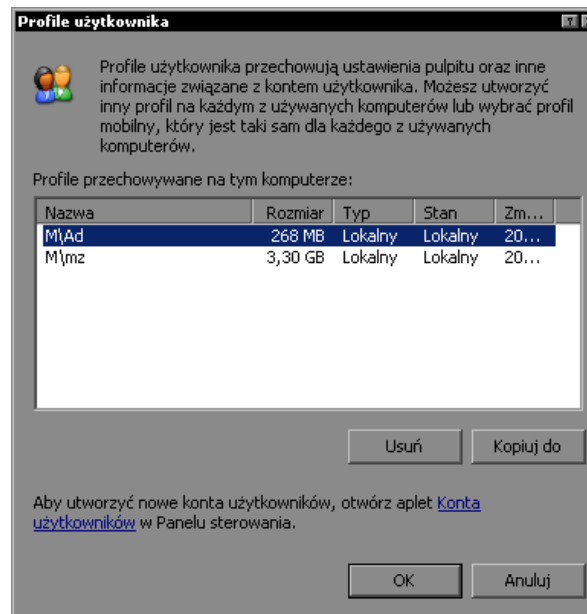 Profile użytkownika
Profile użytkownika przechowują ustawienia pulpitu oraz inne
informacje związane z kontem użytkownika. Możesz utworzyć
inny profil na każdym z używanych komputerów lub wybrać profil
mobilny, który jest taki sam dla każdego z używanych
komputerów.
Profile przechowywane na tym komputerze:
Nazwa Rozmiar Typ Stan Zm...
M\Ad 268 MB Lokalny Lokalny 20...
M\mz 3,30 GB Lokalny Lokalny 20...
Usuń Kopiuj do
Aby utworzyć nowe konta użytkowników, otwórz aplet Konta
użytkowników w Panelu sterowania.
OK Anuluj